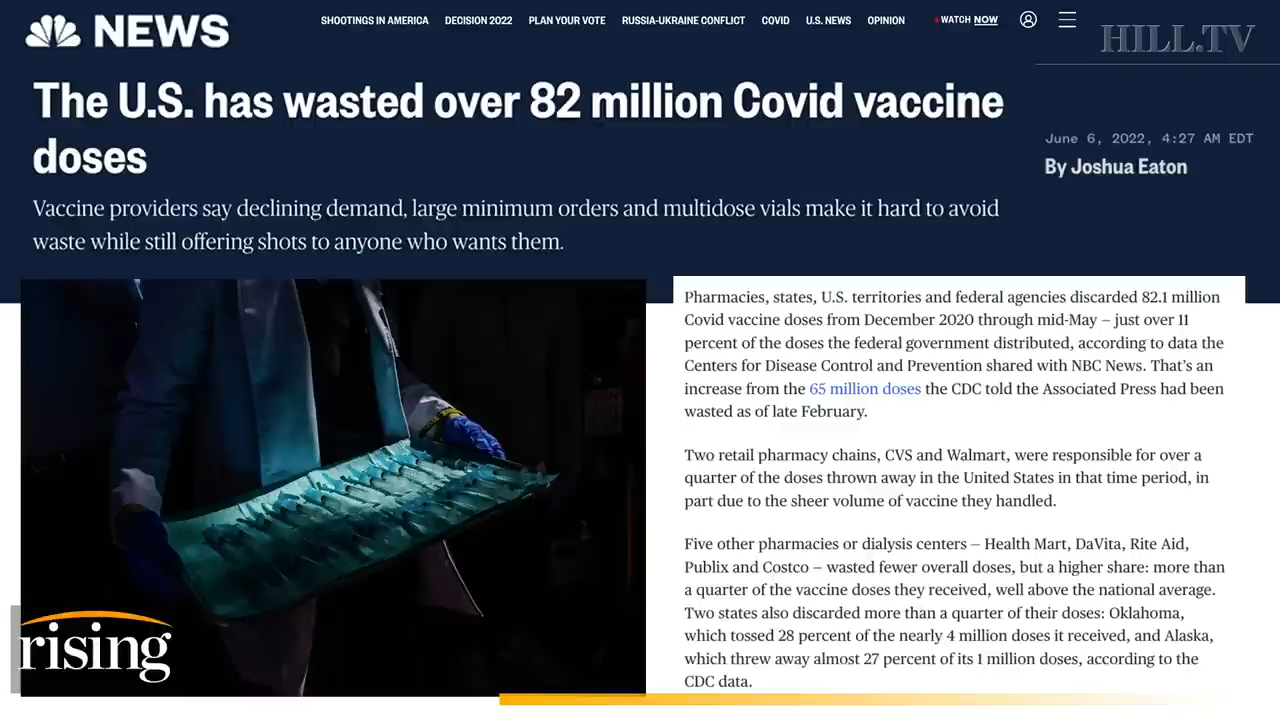 NEWS
SHOOTINGS IN AMERICA DECISION 2022 PLAN YOUR VOTE RUSSIA-UKRAINE CONFLICT COVID U.S. NEWS OPINION WATCH NOW
HILL.TV
The U.S. has wasted over 82 million Covid vaccine
doses
June 6, 2022, 4:27 AM EDT
By Joshua Eaton
Vaccine providers say declining demand, large minimum orders and multidose vials make it hard to avoid
waste while still offering shots to anyone who wants them.
Pharmacies, states, U.S. territories and federal agencies discarded 82.1 million
Covid vaccine doses from December 2020 through mid-May — just over 11
percent of the doses the federal government distributed, according to data the
Centers for Disease Control and Prevention shared with NBC News. That’s an
increase from the 65 million doses the CDC told the Associated Press had been
wasted as of late February.
Two retail pharmacy chains, CVS and Walmart, were responsible for over a
quarter of the doses thrown away in the United States in that time period, in
part due to the sheer volume of vaccine they handled.
Five other pharmacies or dialysis centers — Health Mart, DaVita, Rite Aid,
Publix and Costco — wasted fewer overall doses, but a higher share: more than
a quarter of the vaccine doses they received, well above the national average.
Two states also discarded more than a quarter of their doses: Oklahoma,
which tossed 28 percent of the nearly 4 million doses it received, and Alaska,
which threw away almost 27 percent of its 1 million doses, according to the
CDC data.
rising